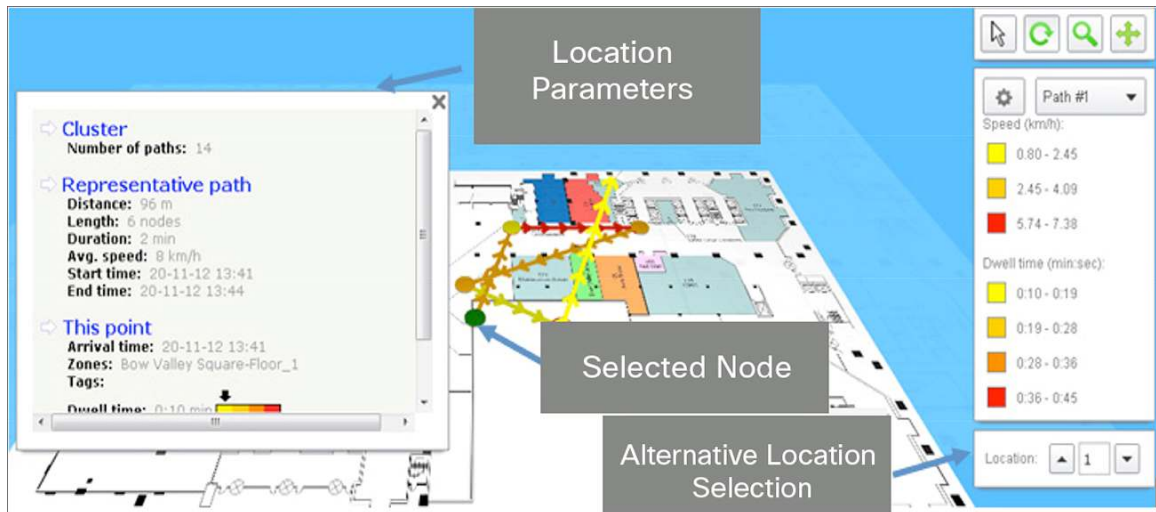 Location
Parameters
Cluster
Number of paths: 14
Representative path
Distance: 96 m
Length: 6 nodes
Duration: 2 min
Avg. speed: 8 km/h
Start time: 20-11-12 13:41
End time: 20-11-12 13:44
This point
Arrival time: 20-11-12 13:41
Zones: Bow Valley Square-Floor_1
Tags:
Dwell time: 0:10 min
Selected Node
Alternative Location
Selection
Path #1
Speed (km/h):
0.80 - 2.45
2.45 - 4.09
5.74 - 7.38
Dwell time (min:sec):
0:10 - 0:19
0:19 - 0:28
0:28 - 0:36
0:36 - 0:45
Location: 1